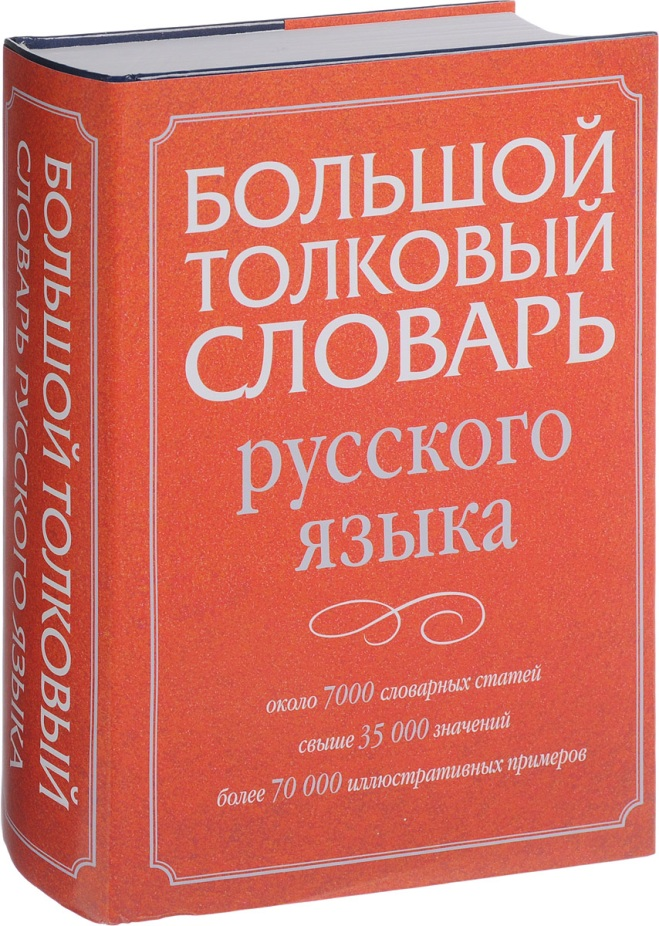 БОЛЬШОЙ ТОЛКОВЫЙ
СЛОВАРЬ РУССКОГО ЯЗЫКА
БОЛЬШОЙ
ТОЛКОВЫЙ
СЛОВАРЬ
русского
языка
около 7000 словарных статей
свыше 35 000 значений
более 70 000 иллюстративных примеров